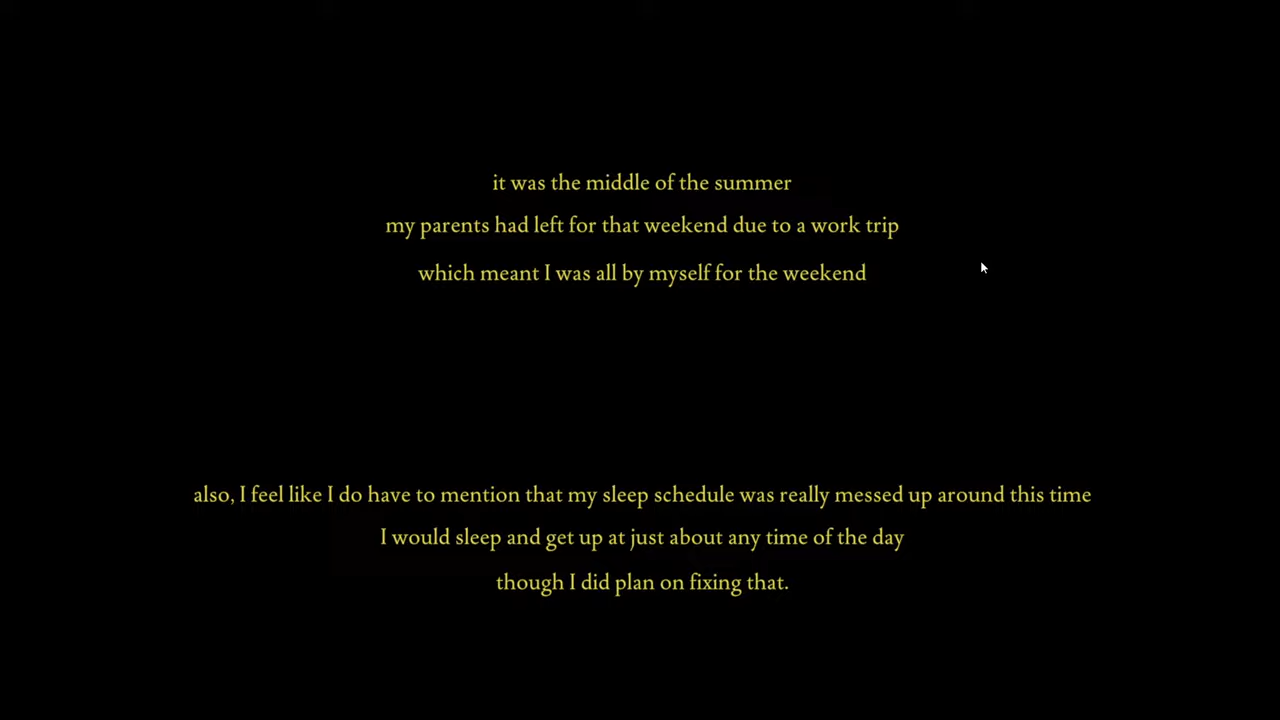 it was the middle of the summer
my parents had left for that weekend due to a work trip
which meant I was all by myself for the weekend
also, I feel like I do have to mention that my sleep schedule was really messed up around this time
I would sleep and get up at just about any time of the day
though I did plan on fixing that.